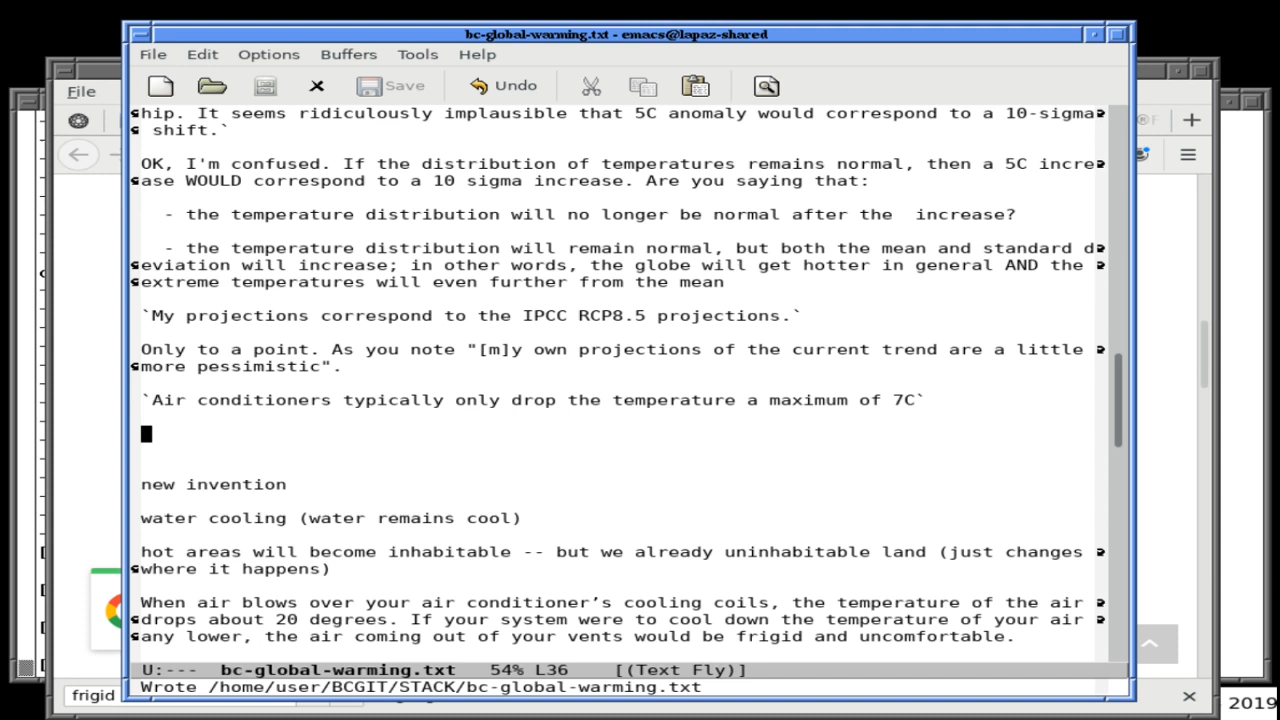 bc-global-warming.txt - emacs@lapaz-shared
File Edit Options Buffers Tools Help
Save Undo
File
hip. It seems ridiculously implausible that 5C anomaly would correspond to a 10-sigma
shift.`
OK, I'm confused. If the distribution of temperatures remains normal, then a 5C incre
ase WOULD correspond to a 10 sigma increase. Are you saying that:
- the temperature distribution will no longer be normal after the  increase?
- the temperature distribution will remain normal, but both the mean and standard d
eviation will increase; in other words, the globe will get hotter in general AND the
extreme temperatures will even further from the mean
`My projections correspond to the IPCC RCP8.5 projections.`
Only to a point. As you note "[m]y own projections of the current trend are a little
more pessimistic".
`Air conditioners typically only drop the temperature a maximum of 7C`
new invention
water cooling (water remains cool)
hot areas will become inhabitable -- but we already uninhabitable land (just changes
where it happens)
When air blows over your air conditioner’s cooling coils, the temperature of the air
drops about 20 degrees. If your system were to cool down the temperature of your air
any lower, the air coming out of your vents would be frigid and uncomfortable.
U:--- bc-global-warming.txt 54% L36 [(Text Fly)]
Wrote /home/user/BCGIT/STACK/bc-global-warming.txt
frigid
2019